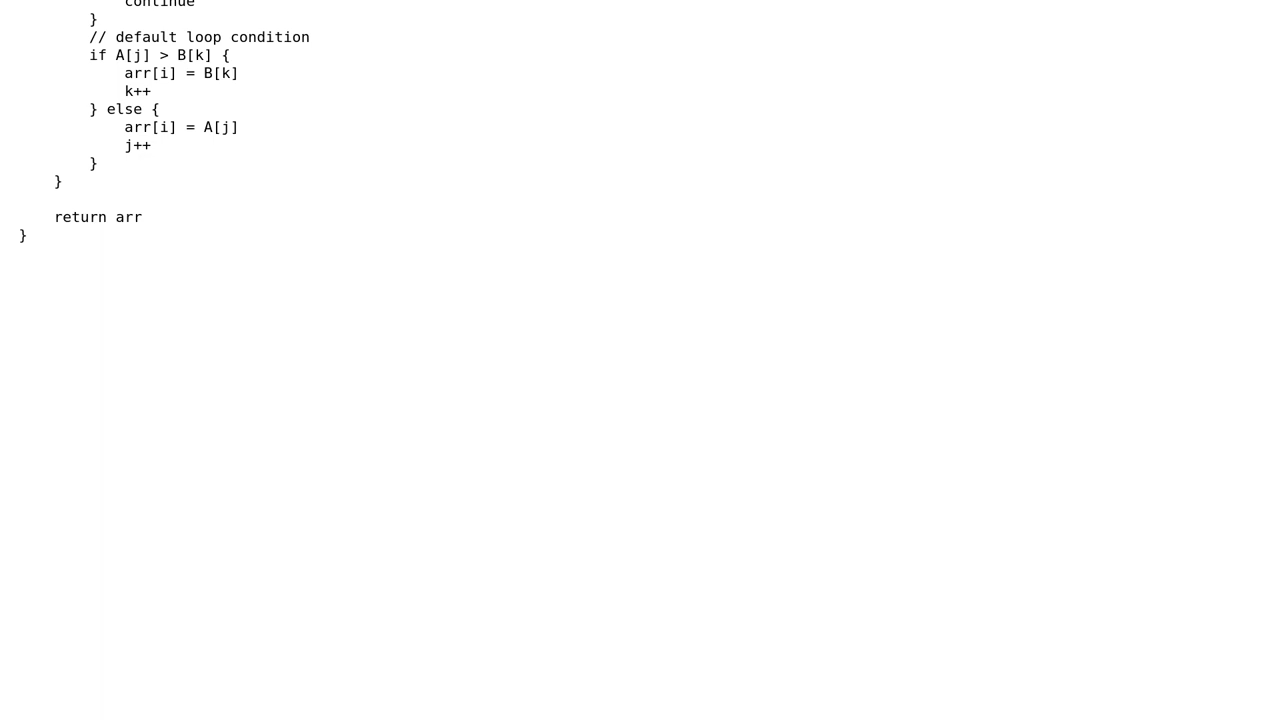 continue
        }
        // default loop condition
        if A[j] > B[k] {
            arr[i] = B[k]
            k++
        } else {
            arr[i] = A[j]
            j++
        }
    }

    return arr
}